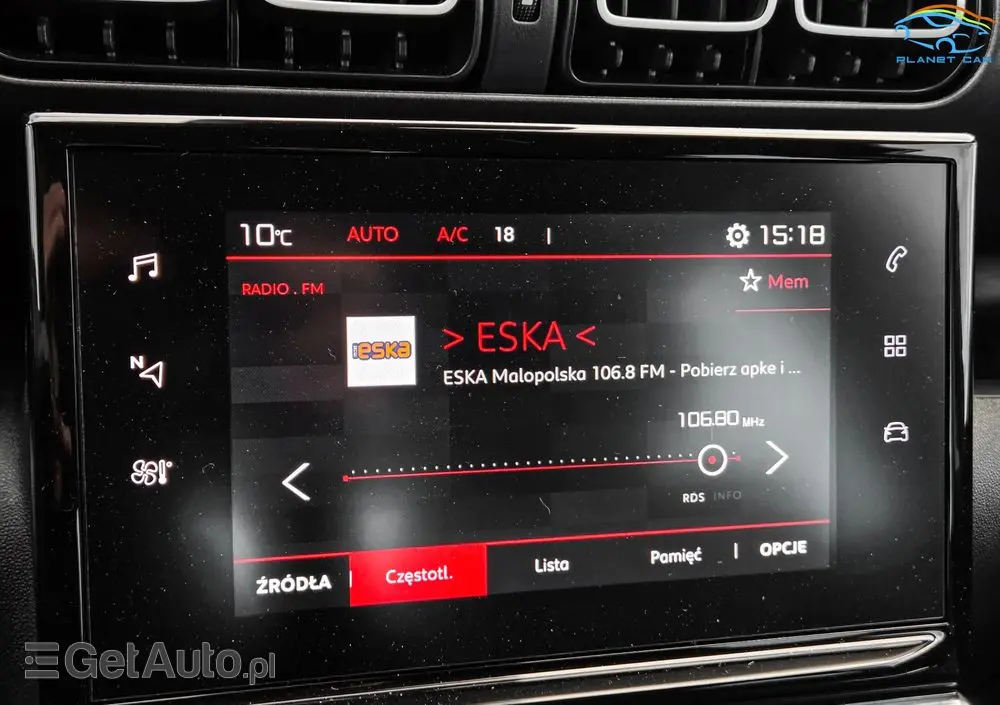 PLANET CAR
10°C AUTO A/C 18 | 15:18
RADIO . FM
Mem
eska
> ESKA <
ESKA Malopolska 106.8 FM - Pobierz apke i ...
106.80 MHz
N
RDS INFO
ŹRÓDŁA | Częstotl. Lista Pamięć | OPCJE
GetAuto.pl